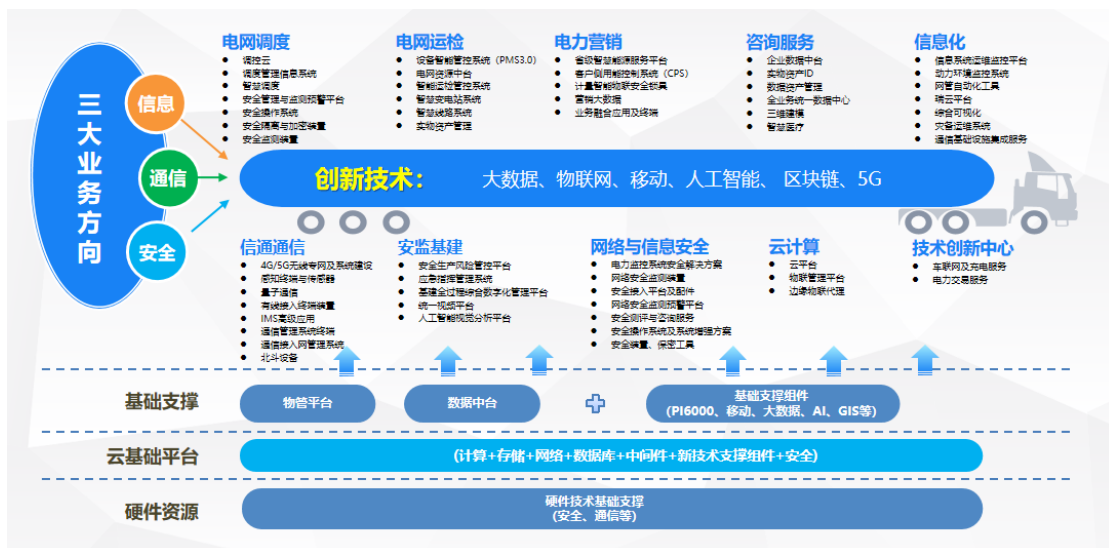 三大业务方向
信息
通信
安全
电网调度
● 调控云
● 调度管理信息系统
● 智慧调度
● 安全管理与监测预警平台
● 安全操作系统
● 安全隔离与加密装置
● 安全监测装置
电网运检
● 设备智能管控系统（PMS3.0）
● 电网资源中台
● 智能运检管控系统
● 智慧变电站系统
● 智慧线路系统
● 实物资产管理
电力营销
● 省级智慧能源服务平台
● 客户侧用能控制系统（CPS）
● 计量智能物联安全锁具
● 营销大数据
● 业务融合应用及终端
咨询服务
● 企业数据中台
● 实物资产ID
● 数据资产管理
● 全业务统一数据中心
● 三维建模
● 智慧医疗
信息化
● 信息系统运维监控平台
● 动力环境监控系统
● 网管自动化工具
● 瑞云平台
● 综合可视化
● 灾备运维系统
● 通信基础设施集成服务
创新技术： 大数据、物联网、移动、人工智能、 区块链、5G
信通通信
● 4G/5G无线专网及系统建设
● 感知终端与传感器
● 量子通信
● 有线接入终端装置
● IMS高级应用
● 通信管理系统终端
● 通信接入网管理系统
● 北斗设备
安监基建
● 安全生产风险管控平台
● 应急指挥管理系统
● 基建全过程综合数字化管理平台
● 统一视频平台
● 人工智能视觉分析平台
网络与信息安全
● 电力监控系统安全解决方案
● 网络安全监测装置
● 安全接入平台及配件
● 网络安全监测预警平台
● 安全测评与咨询服务
● 安全操作系统及系统增强方案
● 安全装置、保密工具
云计算
● 云平台
● 物联管理平台
● 边缘物联代理
技术创新中心
● 车联网及充电服务
● 电力交易服务
基础支撑
物管平台
数据中台
基础支撑组件
(PI6000、移动、大数据、AI、GIS等)
云基础平台
(计算+存储+网络+数据库+中间件+新技术支撑组件+安全)
硬件资源
硬件技术基础支撑
(安全、通信等)